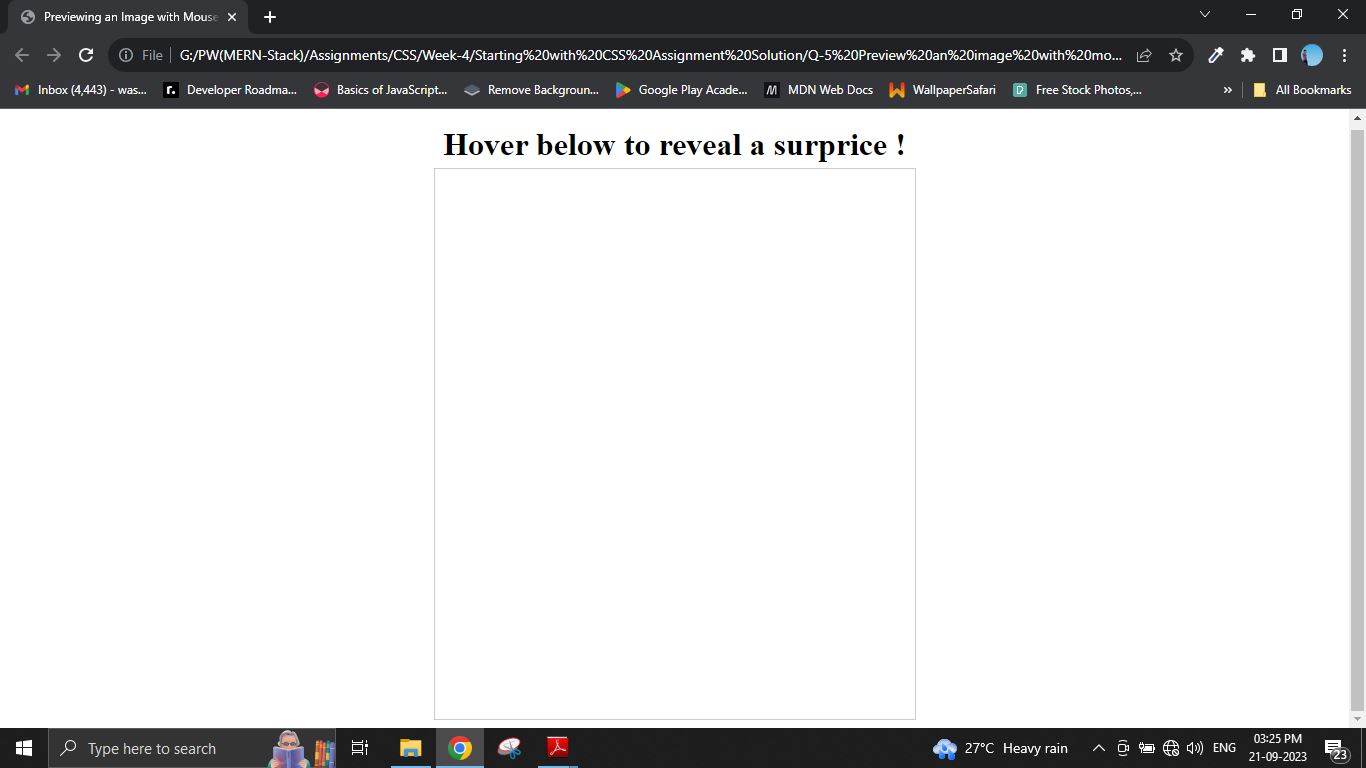 Previewing an Image with Mouse
File
G:/PW(MERN-Stack)/Assignments/CSS/Week-4/Starting%20with%20CSS%20Assignment%20Solution/Q-5%20Preview%20an%20image%20with%20mo...
Inbox (4,443) - was... Developer Roadma... Basics of JavaScript... Remove Backgroun... Google Play Acade... MDN Web Docs WallpaperSafari Free Stock Photos,... » All Bookmarks
Hover below to reveal a surprice !
Type here to search
27°C Heavy rain
ENG
03:25 PM
21-09-2023
23